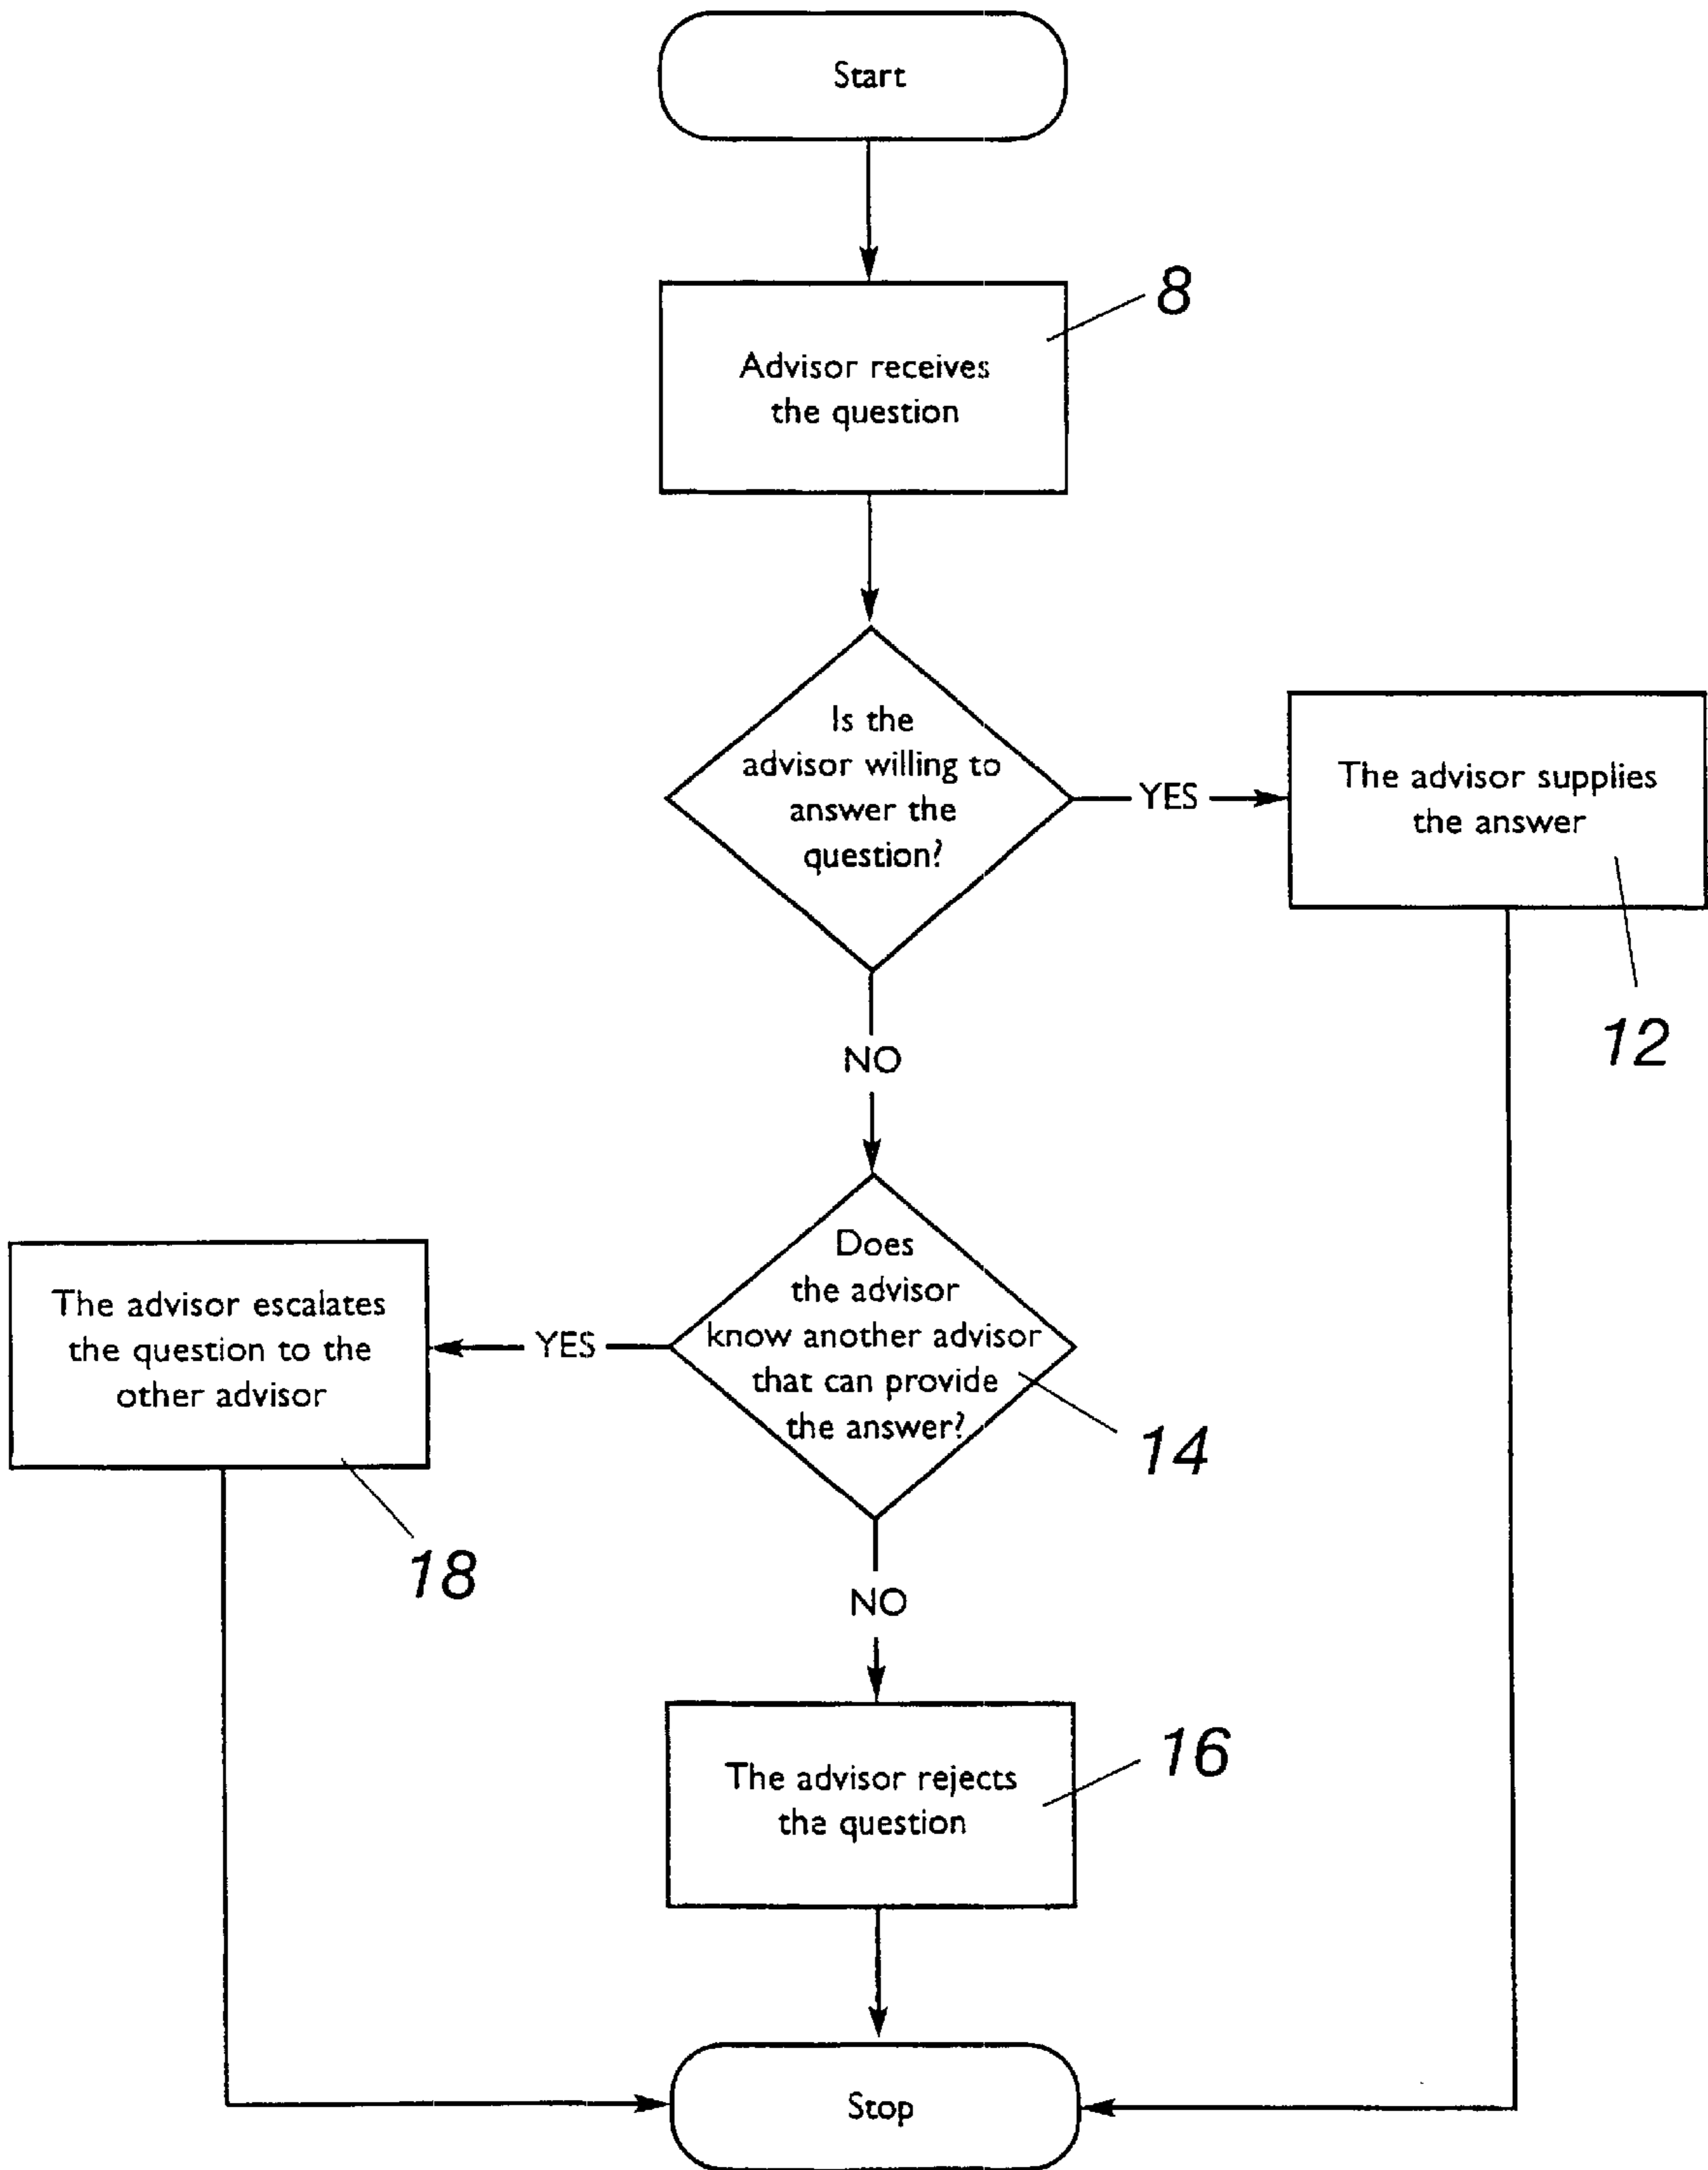 Start
8
Advisor receives
the question
Is the
advisor willing to
answer the
question?
YES
The advisor supplies
the answer
12
NO
Does
the advisor
know another advisor
that can provide
the answer?
14
YES
The advisor escalates
the question to the
other advisor
18
NO
The advisor rejects
the question
16
Stop